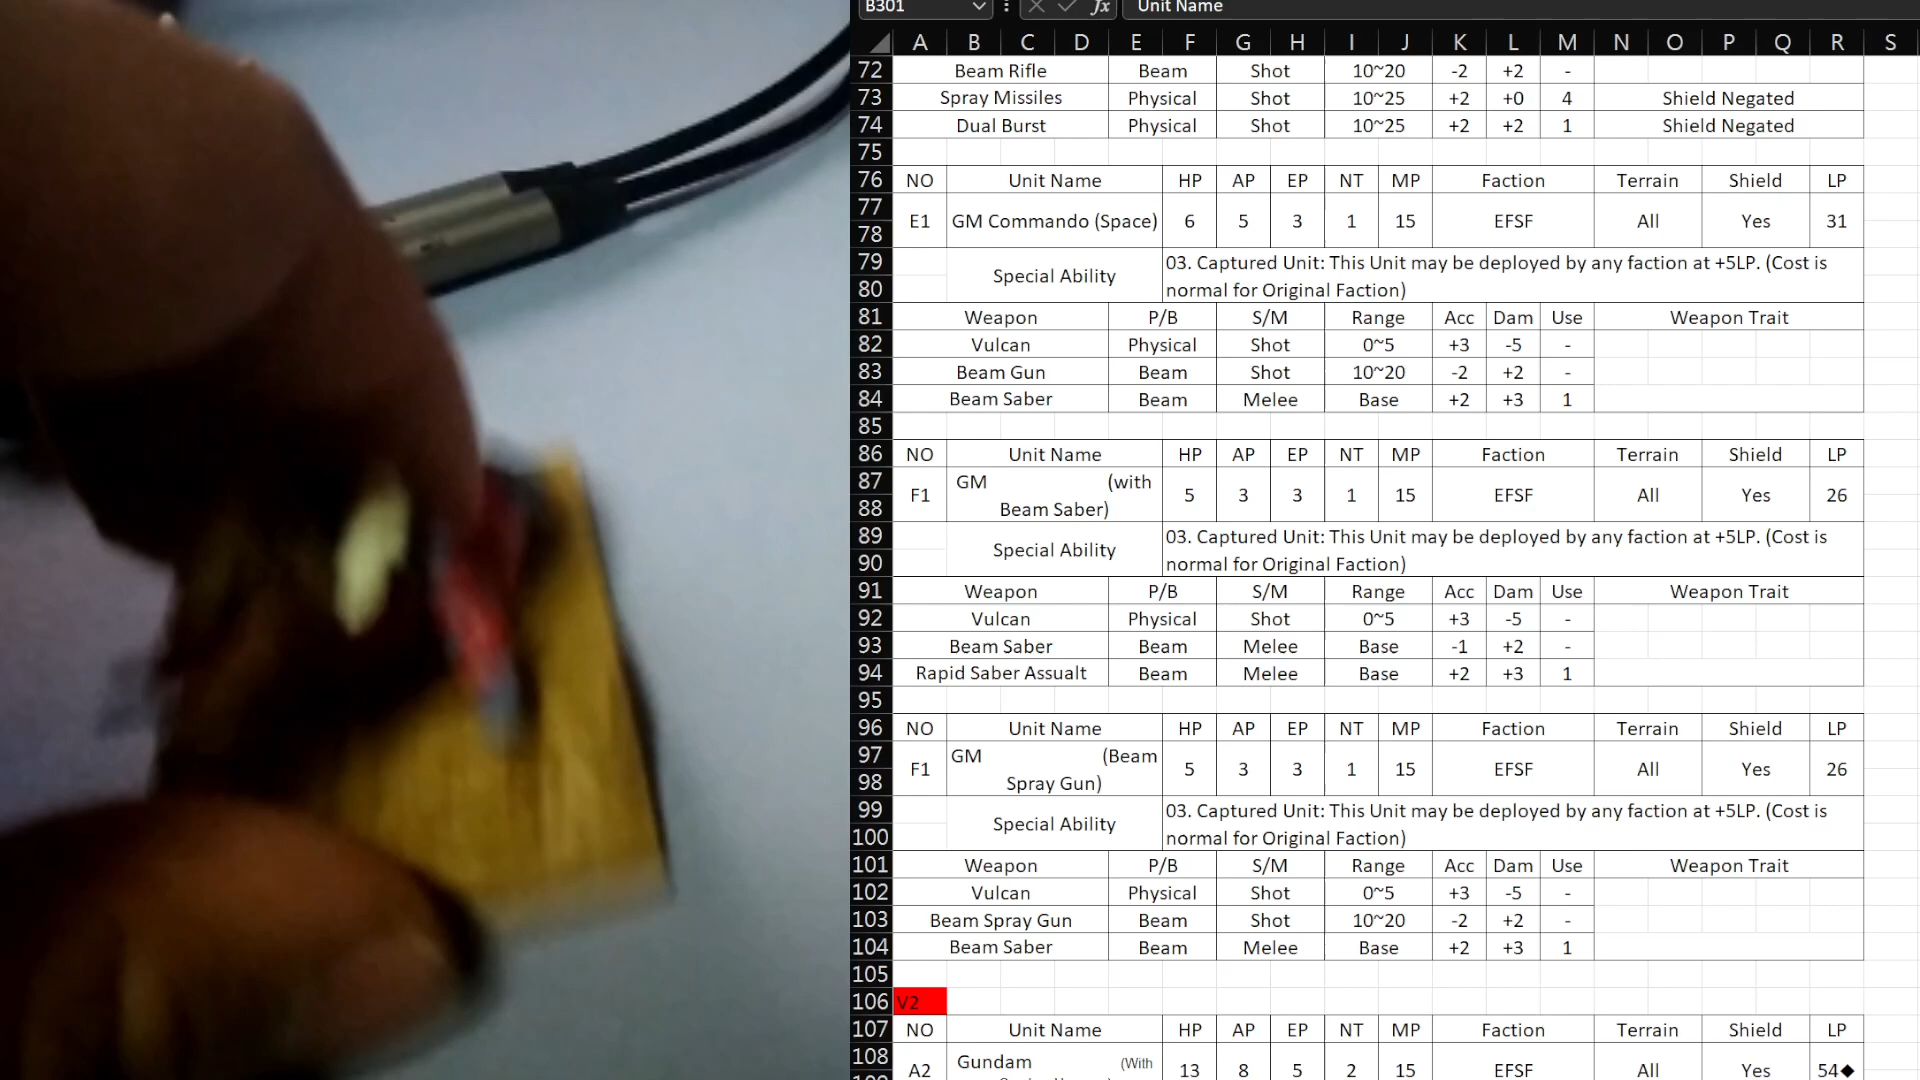 B301 fx Unit Name
A B C D E F G H I J K L M N O P Q R S
72 Beam Rifle Beam Shot 10~20 -2 +2 -
73 Spray Missiles Physical Shot 10~25 +2 +0 4 Shield Negated
74 Dual Burst Physical Shot 10~25 +2 +2 1 Shield Negated
75
76 NO Unit Name HP AP EP NT MP Faction Terrain Shield LP
77
E1 GM Commando (Space) 6 5 3 1 15 EFSF All Yes 31
78
79 03. Captured Unit: This Unit may be deployed by any faction at +5LP. (Cost is
Special Ability
80 normal for Original Faction)
81 Weapon P/B S/M Range Acc Dam Use Weapon Trait
82 Vulcan Physical Shot 0~5 +3 -5 -
83 Beam Gun Beam Shot 10~20 -2 +2 -
84 Beam Saber Beam Melee Base +2 +3 1
85
86 NO Unit Name HP AP EP NT MP Faction Terrain Shield LP
87 GM (with
F1 5 3 3 1 15 EFSF All Yes 26
88 Beam Saber)
89 03. Captured Unit: This Unit may be deployed by any faction at +5LP. (Cost is
Special Ability
90 normal for Original Faction)
91 Weapon P/B S/M Range Acc Dam Use Weapon Trait
92 Vulcan Physical Shot 0~5 +3 -5 -
93 Beam Saber Beam Melee Base -1 +2 -
94 Rapid Saber Assualt Beam Melee Base +2 +3 1
95
96 NO Unit Name HP AP EP NT MP Faction Terrain Shield LP
97 GM (Beam
F1 5 3 3 1 15 EFSF All Yes 26
98 Spray Gun)
99 03. Captured Unit: This Unit may be deployed by any faction at +5LP. (Cost is
Special Ability
100 normal for Original Faction)
101 Weapon P/B S/M Range Acc Dam Use Weapon Trait
102 Vulcan Physical Shot 0~5 +3 -5 -
103 Beam Spray Gun Beam Shot 10~20 -2 +2 -
104 Beam Saber Beam Melee Base +2 +3 1
105
106 V2
107 NO Unit Name HP AP EP NT MP Faction Terrain Shield LP
108 Gundam (With
A2 13 8 5 2 15 EFSF All Yes 54◆